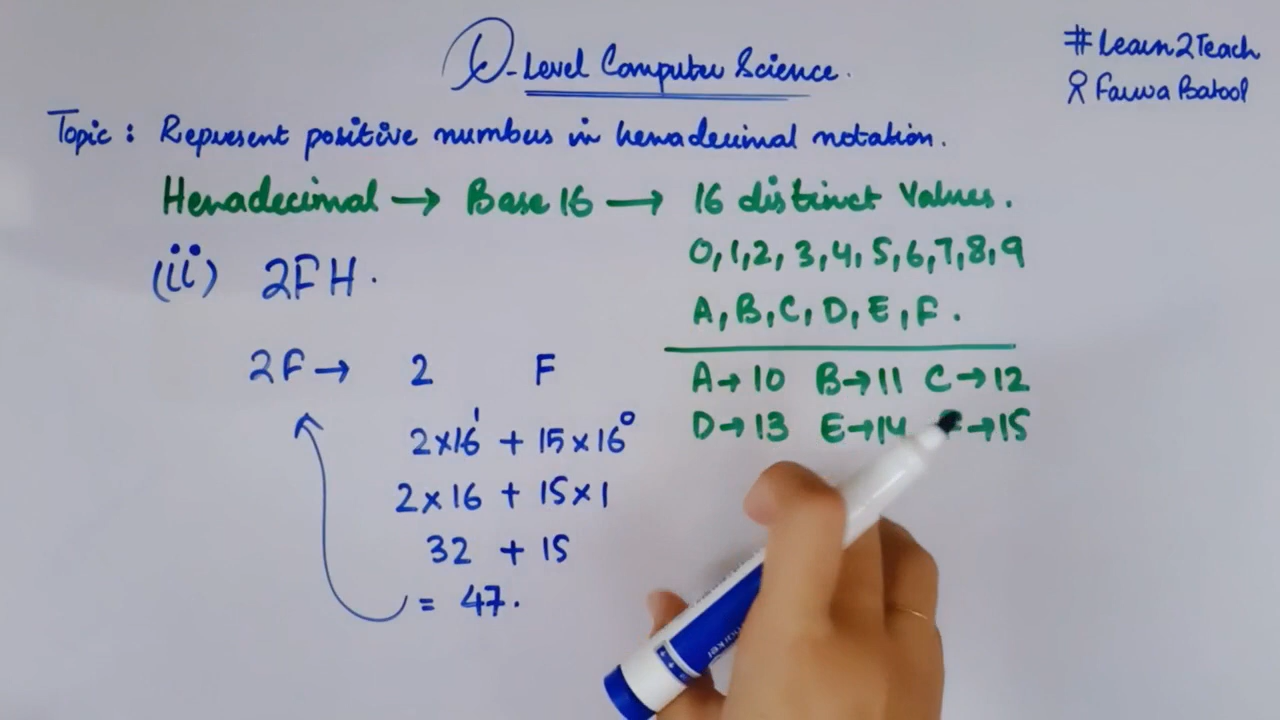 O-Level Computer Science.
#Learn2Teach
Farwa Batool
Topic: Represent positive numbers in hexadecimal notation.
Hexadecimal → Base 16 → 16 distinct Values.
(ii) 2FH.
0,1,2,3,4,5,6,7,8,9
A,B,C,D,E,F.
2F → 2 F
A→10 B→11 C→12
D→13 E→14 F→15
2×16¹ + 15×16⁰
2×16 + 15×1
32 + 15
= 47.